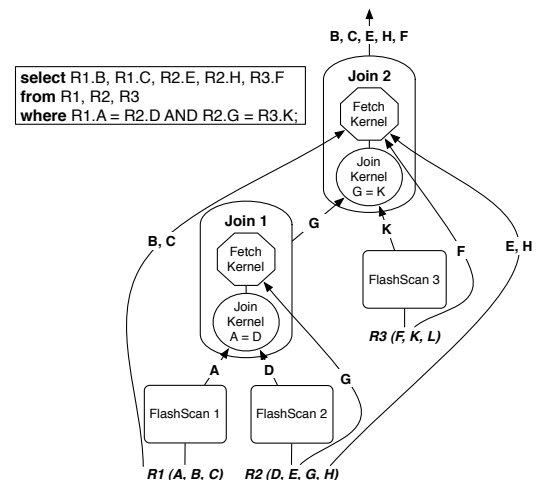 B, C, E, H, F
select R1.B, R1.C, R2.E, R2.H, R3.F
from R1, R2, R3
where R1.A = R2.D AND R2.G = R3.K;
Join 2
Fetch
Kernel
Join
Kernel
G = K
Join 1
Fetch
Kernel
Join
Kernel
A = D
B, C
G
K
F
E, H
FlashScan 3
R3 (F, K, L)
A
D
G
FlashScan 1
FlashScan 2
R1 (A, B, C)
R2 (D, E, G, H)